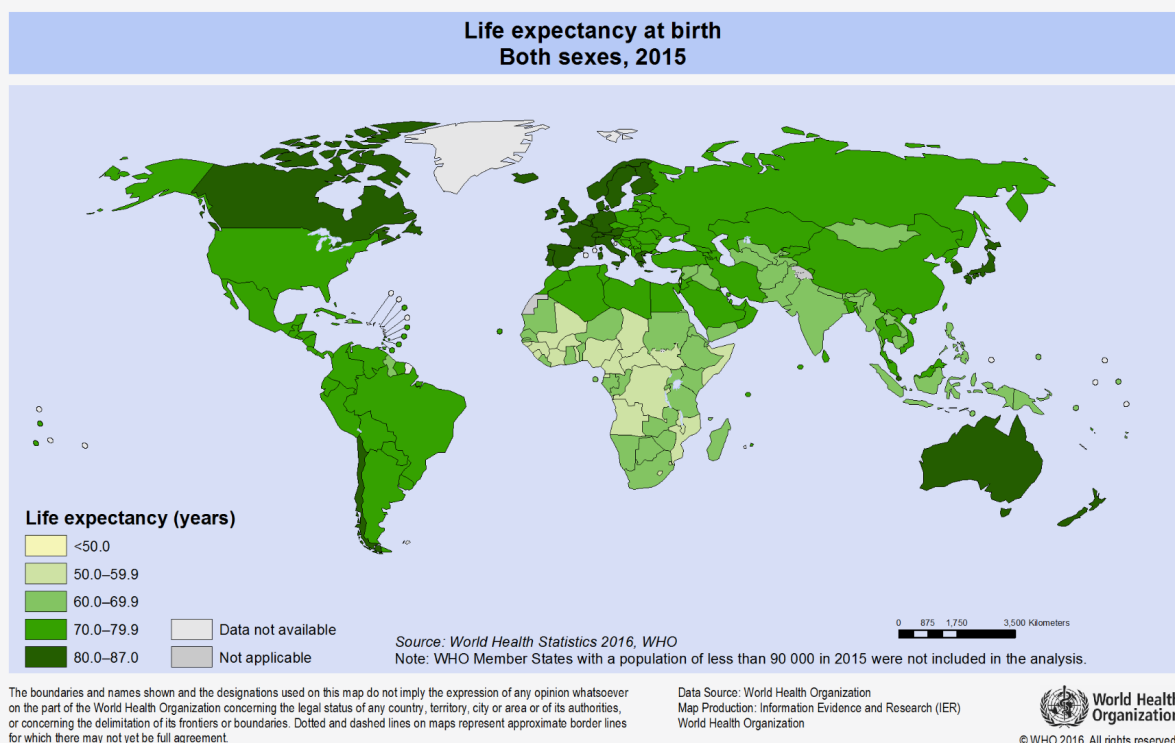 Life expectancy at birth
Both sexes, 2015
Life expectancy (years)
<50.0
50.0–59.9
60.0–69.9
70.0–79.9
80.0–87.0
Data not available
Not applicable
Source: World Health Statistics 2016, WHO
Note: WHO Member States with a population of less than 90 000 in 2015 were not included in the analysis.
0 875 1,750 3,500 Kilometers
The boundaries and names shown and the designations used on this map do not imply the expression of any opinion whatsoever
on the part of the World Health Organization concerning the legal status of any country, territory, city or area or of its authorities,
or concerning the delimitation of its frontiers or boundaries. Dotted and dashed lines on maps represent approximate border lines
for which there may not yet be full agreement.
Data Source: World Health Organization
Map Production: Information Evidence and Research (IER)
World Health Organization
World Health
Organization
© WHO 2016. All rights reserved